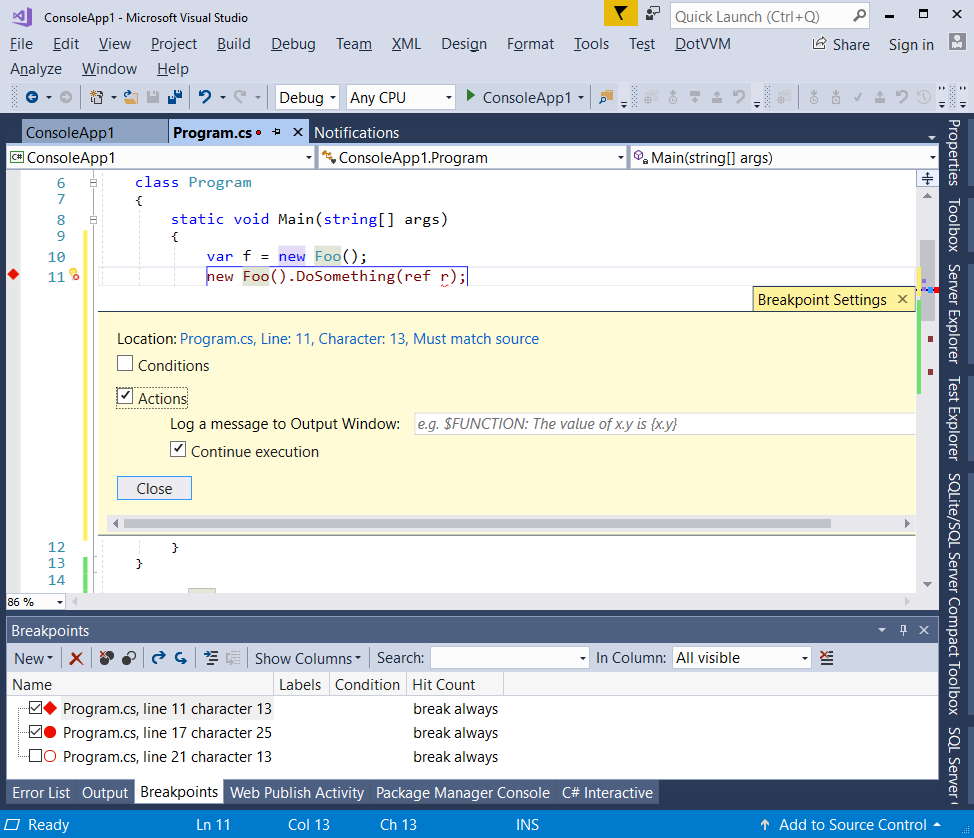 ConsoleApp1 - Microsoft Visual Studio
Quick Launch (Ctrl+Q)
File Edit View Project Build Debug Team XML Design Format Tools Test DotVVM Share Sign in
Analyze Window Help
Debug Any CPU ConsoleApp1
ConsoleApp1 Program.cs Notifications
C# ConsoleApp1 ConsoleApp1.Program Main(string[] args)
6 class Program
7 {
8 static void Main(string[] args)
9 {
10 var f = new Foo();
11 new Foo().DoSomething(ref r);
Breakpoint Settings
Location: Program.cs, Line: 11, Character: 13, Must match source
Conditions
Actions
Log a message to Output Window: e.g. $FUNCTION: The value of x.y is {x.y}
Continue execution
Close
12 }
13 }
14
86 %
Properties
Toolbox
Server Explorer
Test Explorer
SQLite/SQL Server Compact Toolbox
Breakpoints
New Show Columns Search: In Column: All visible
Name Labels Condition Hit Count
Program.cs, line 11 character 13 break always
Program.cs, line 17 character 25 break always
Program.cs, line 21 character 13 break always
Error List Output Breakpoints Web Publish Activity Package Manager Console C# Interactive
Ready Ln 11 Col 13 Ch 13 INS Add to Source Control